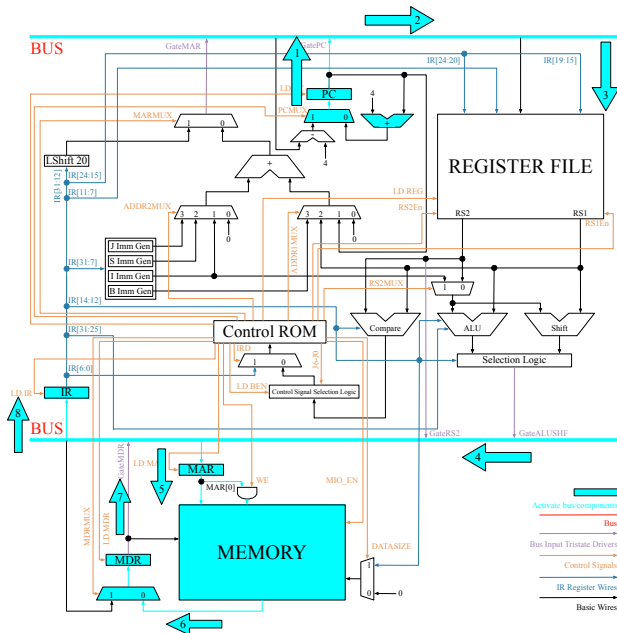 2
BUS
GateMAR
GatePC
1
IR[24:20]
IR[19:15]
3
LD.PC
PC
4
MARMUX
PCMUX
1 0
1 0
+
-
4
LShift 20
+
REGISTER FILE
IR[31:12]
IR[24:15]
IR[11:7]
LD.REG
RS2En
ADDR2MUX
3 2 1 0
0
ADDR1MUX
3 2 1 0
0
RS2
RS1
RS1En
J Imm Gen
S Imm Gen
I Imm Gen
B Imm Gen
IR[31:7]
RS2MUX
1 0
IR[14:12]
Control ROM
Compare
ALU
Shift
IR[31:25]
IRD
1 0
J6-J0
Selection Logic
IR[6:0]
LD.IR
IR
LD.BEN
Control Signal Selection Logic
8
BUS
GateRS2
GateALUSHF
4
GateMDR
LD.MAR
5
MAR
MAR[0]
WE
MIO_EN
7
MDRMUX
LD.MDR
MDR
MEMORY
DATASIZE
1
0
0
1 0
6
Activate bus/components
Bus
Bus Input Tristate Drivers
Control Signals
IR Register Wires
Basic Wires